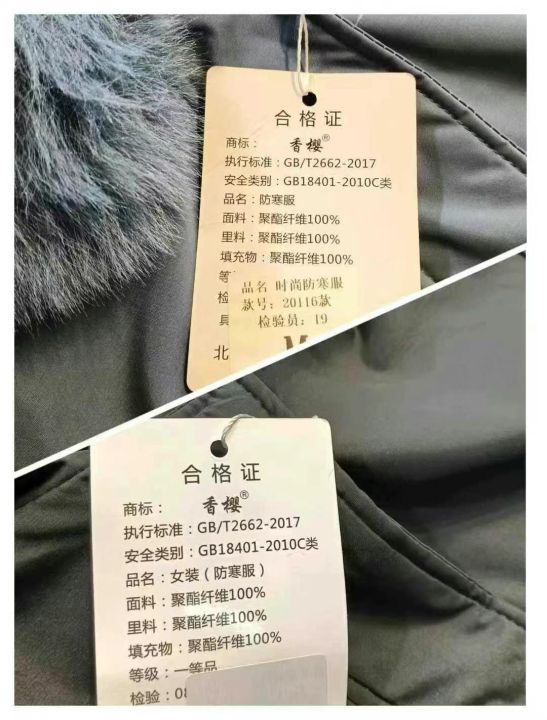 合格证
商标： 香樱®
执行标准：GB/T2662-2017
安全类别：GB18401-2010C类
品名：防寒服
面料：聚酯纤维100%
里料：聚酯纤维100%
填充物：聚酯纤维100%
等
品名 时尚防寒服
检
款号：20116款
检验员：19
北
M
合格证
商标： 香樱®
执行标准：GB/T2662-2017
安全类别：GB18401-2010C类
品名：女装（防寒服）
面料：聚酯纤维100%
里料：聚酯纤维100%
填充物：聚酯纤维100%
等级：一等品
检验：08